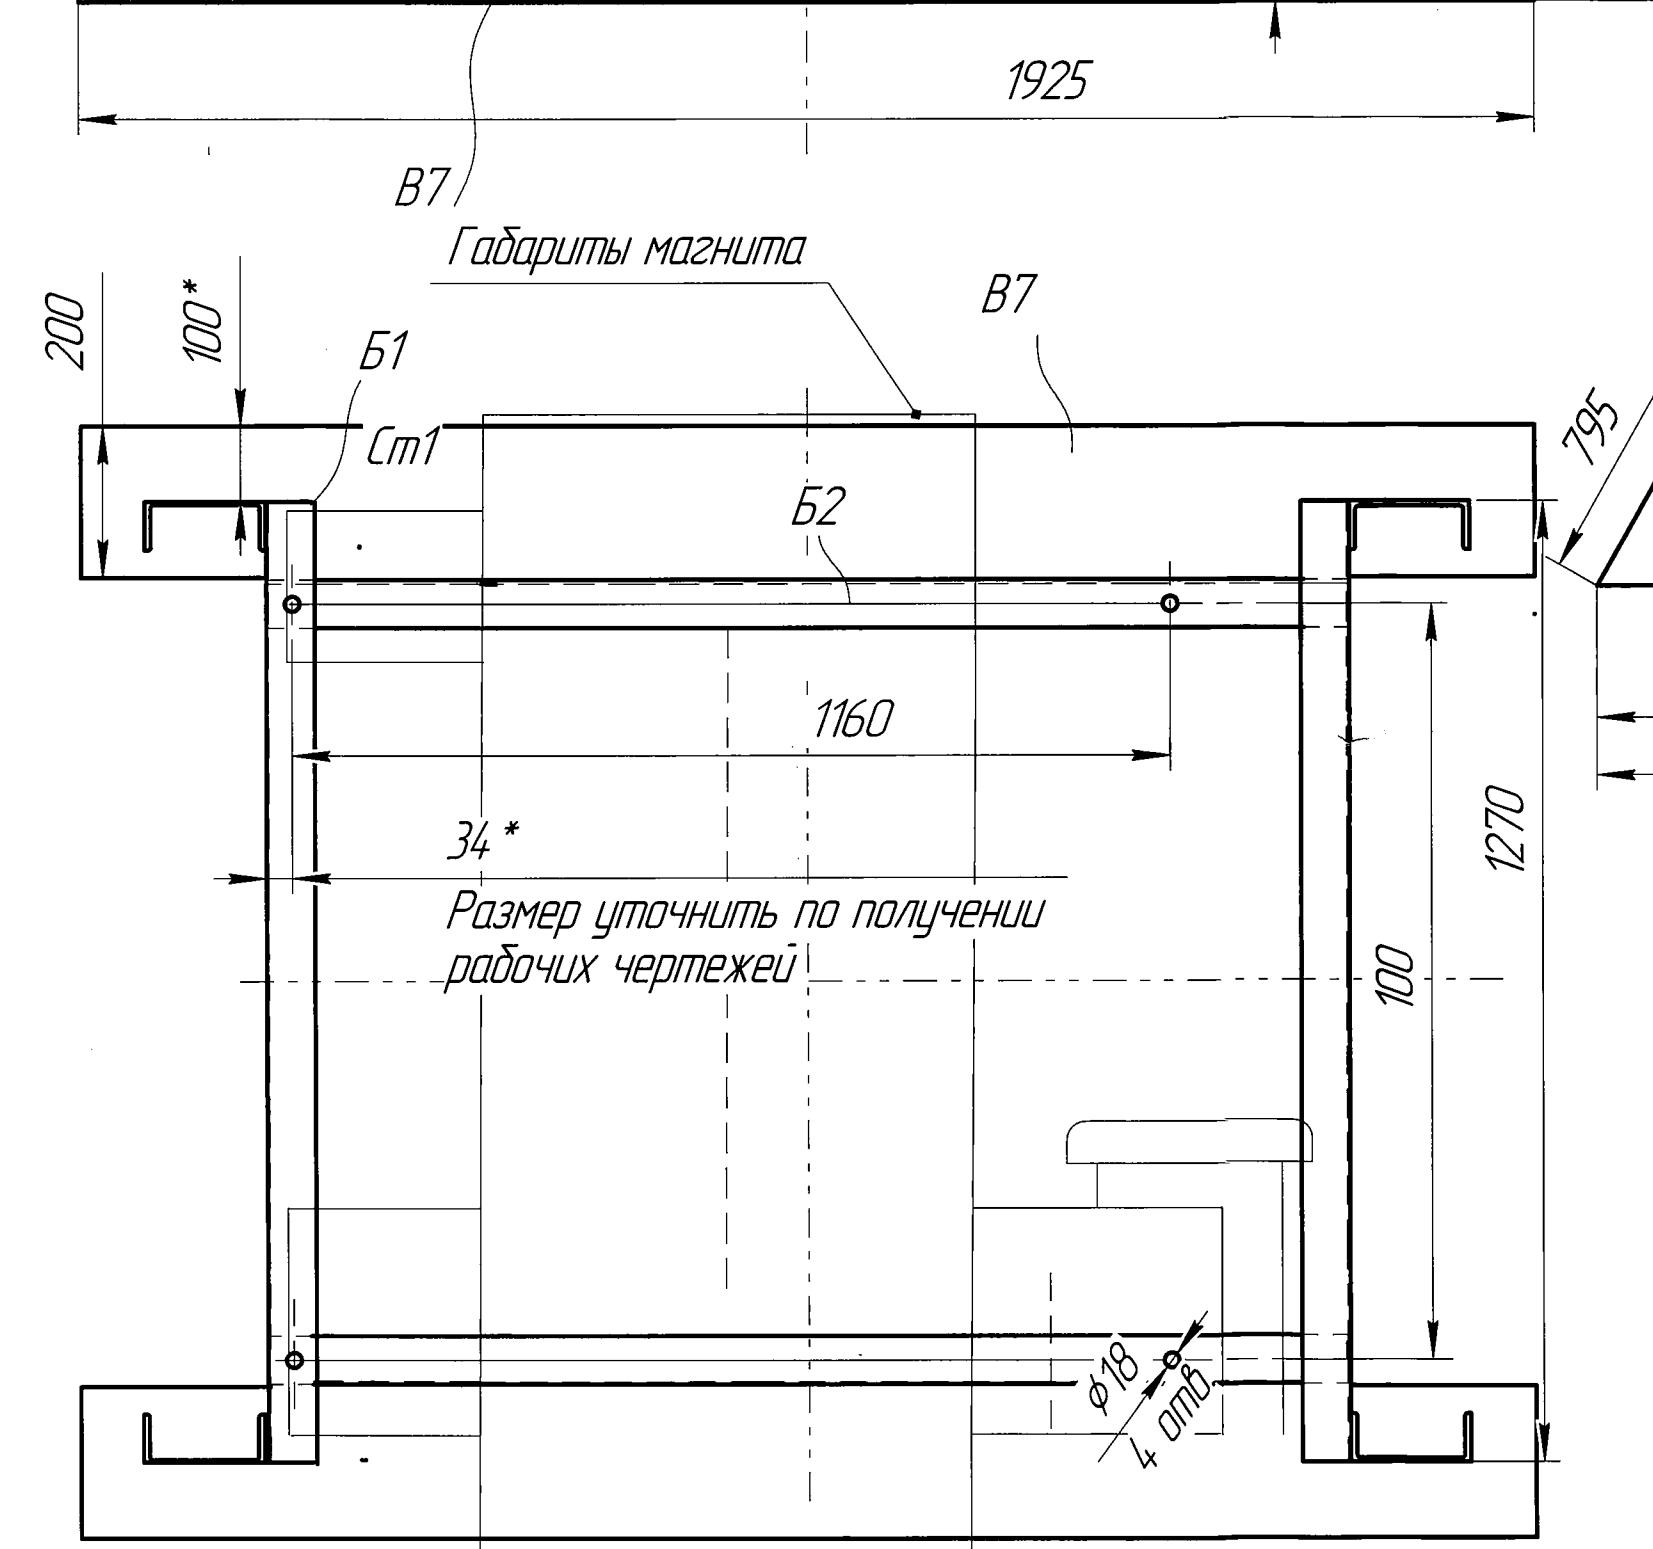 1925
В7
Габариты магнита
В7
200
100*
Б1
Ст1
795
Б2
1160
34*
Размер уточнить по получении
рабочих чертежей
1270
100
ϕ18
4 отв.